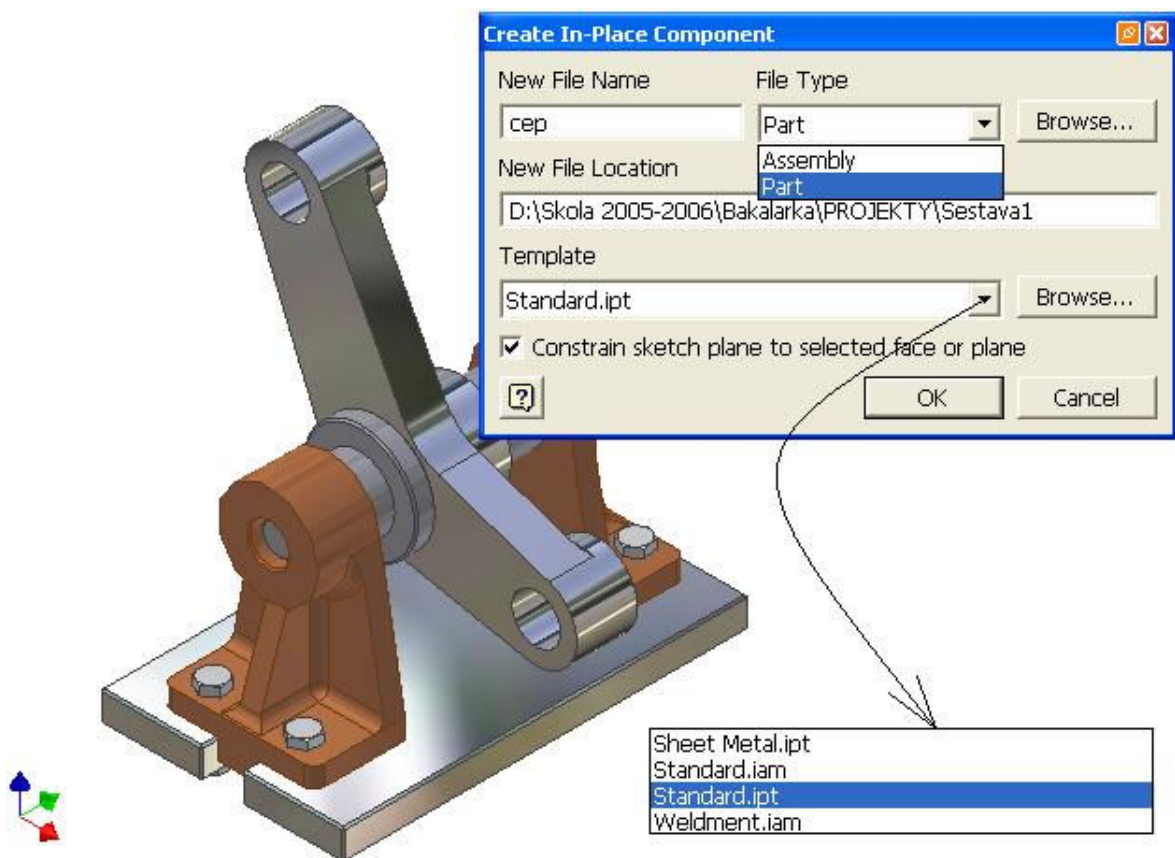 Create In-Place Component
New File Name File Type
cep Part Browse...
Assembly
New File Location Part
D:\Skola 2005-2006\Bakalarka\PROJEKTY\Sestava1
Template
Standard.ipt Browse...
Constrain sketch plane to selected face or plane
? OK Cancel
Sheet Metal.ipt
Standard.iam
Standard.ipt
Weldment.iam